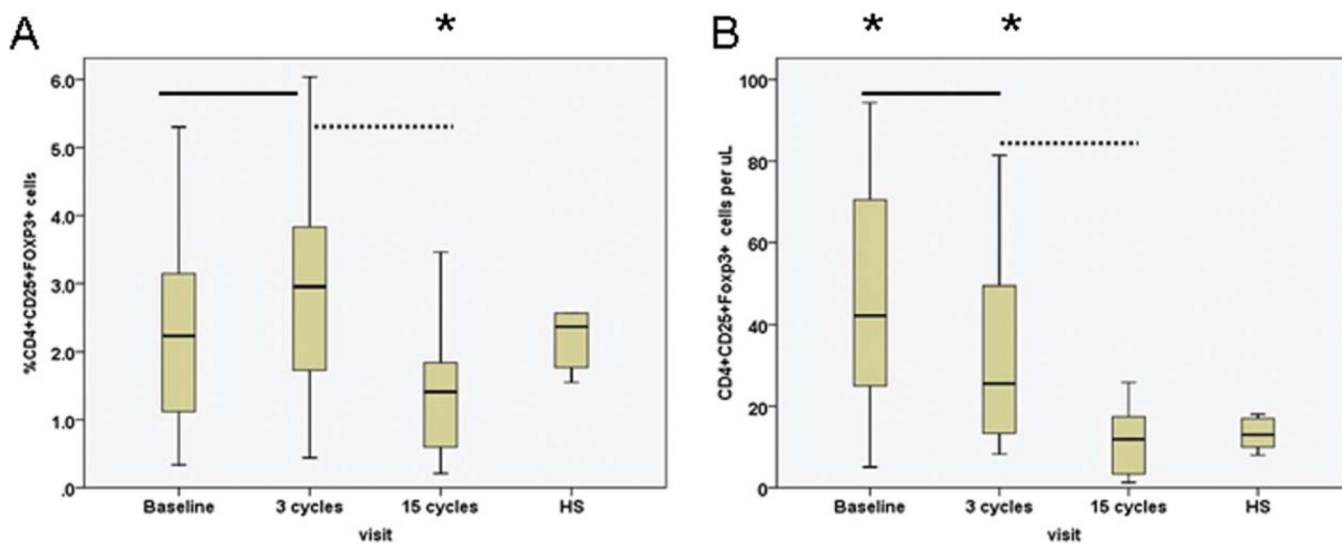 A
*
%CD4+CD25+FOXP3+ cells
6.0
5.0
4.0
3.0
2.0
1.0
.0
Baseline 3 cycles 15 cycles HS
visit
B
* *
CD4+CD25+Foxp3+ cells per uL
100
80
60
40
20
0
Baseline 3 cycles 15 cycles HS
visit